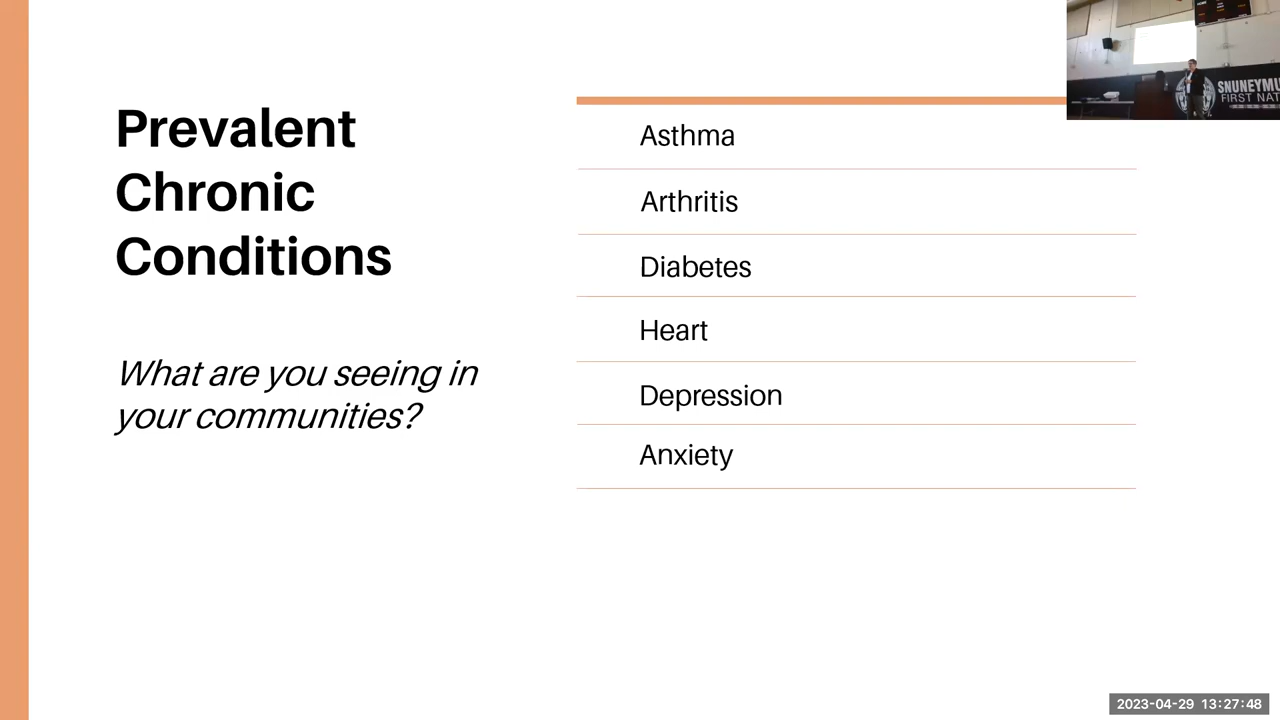 Prevalent
Chronic
Conditions
What are you seeing in
your communities?
Asthma
Arthritis
Diabetes
Heart
Depression
Anxiety
SNUNEYMU
FIRST NAT
2023-04-29 13:27:48